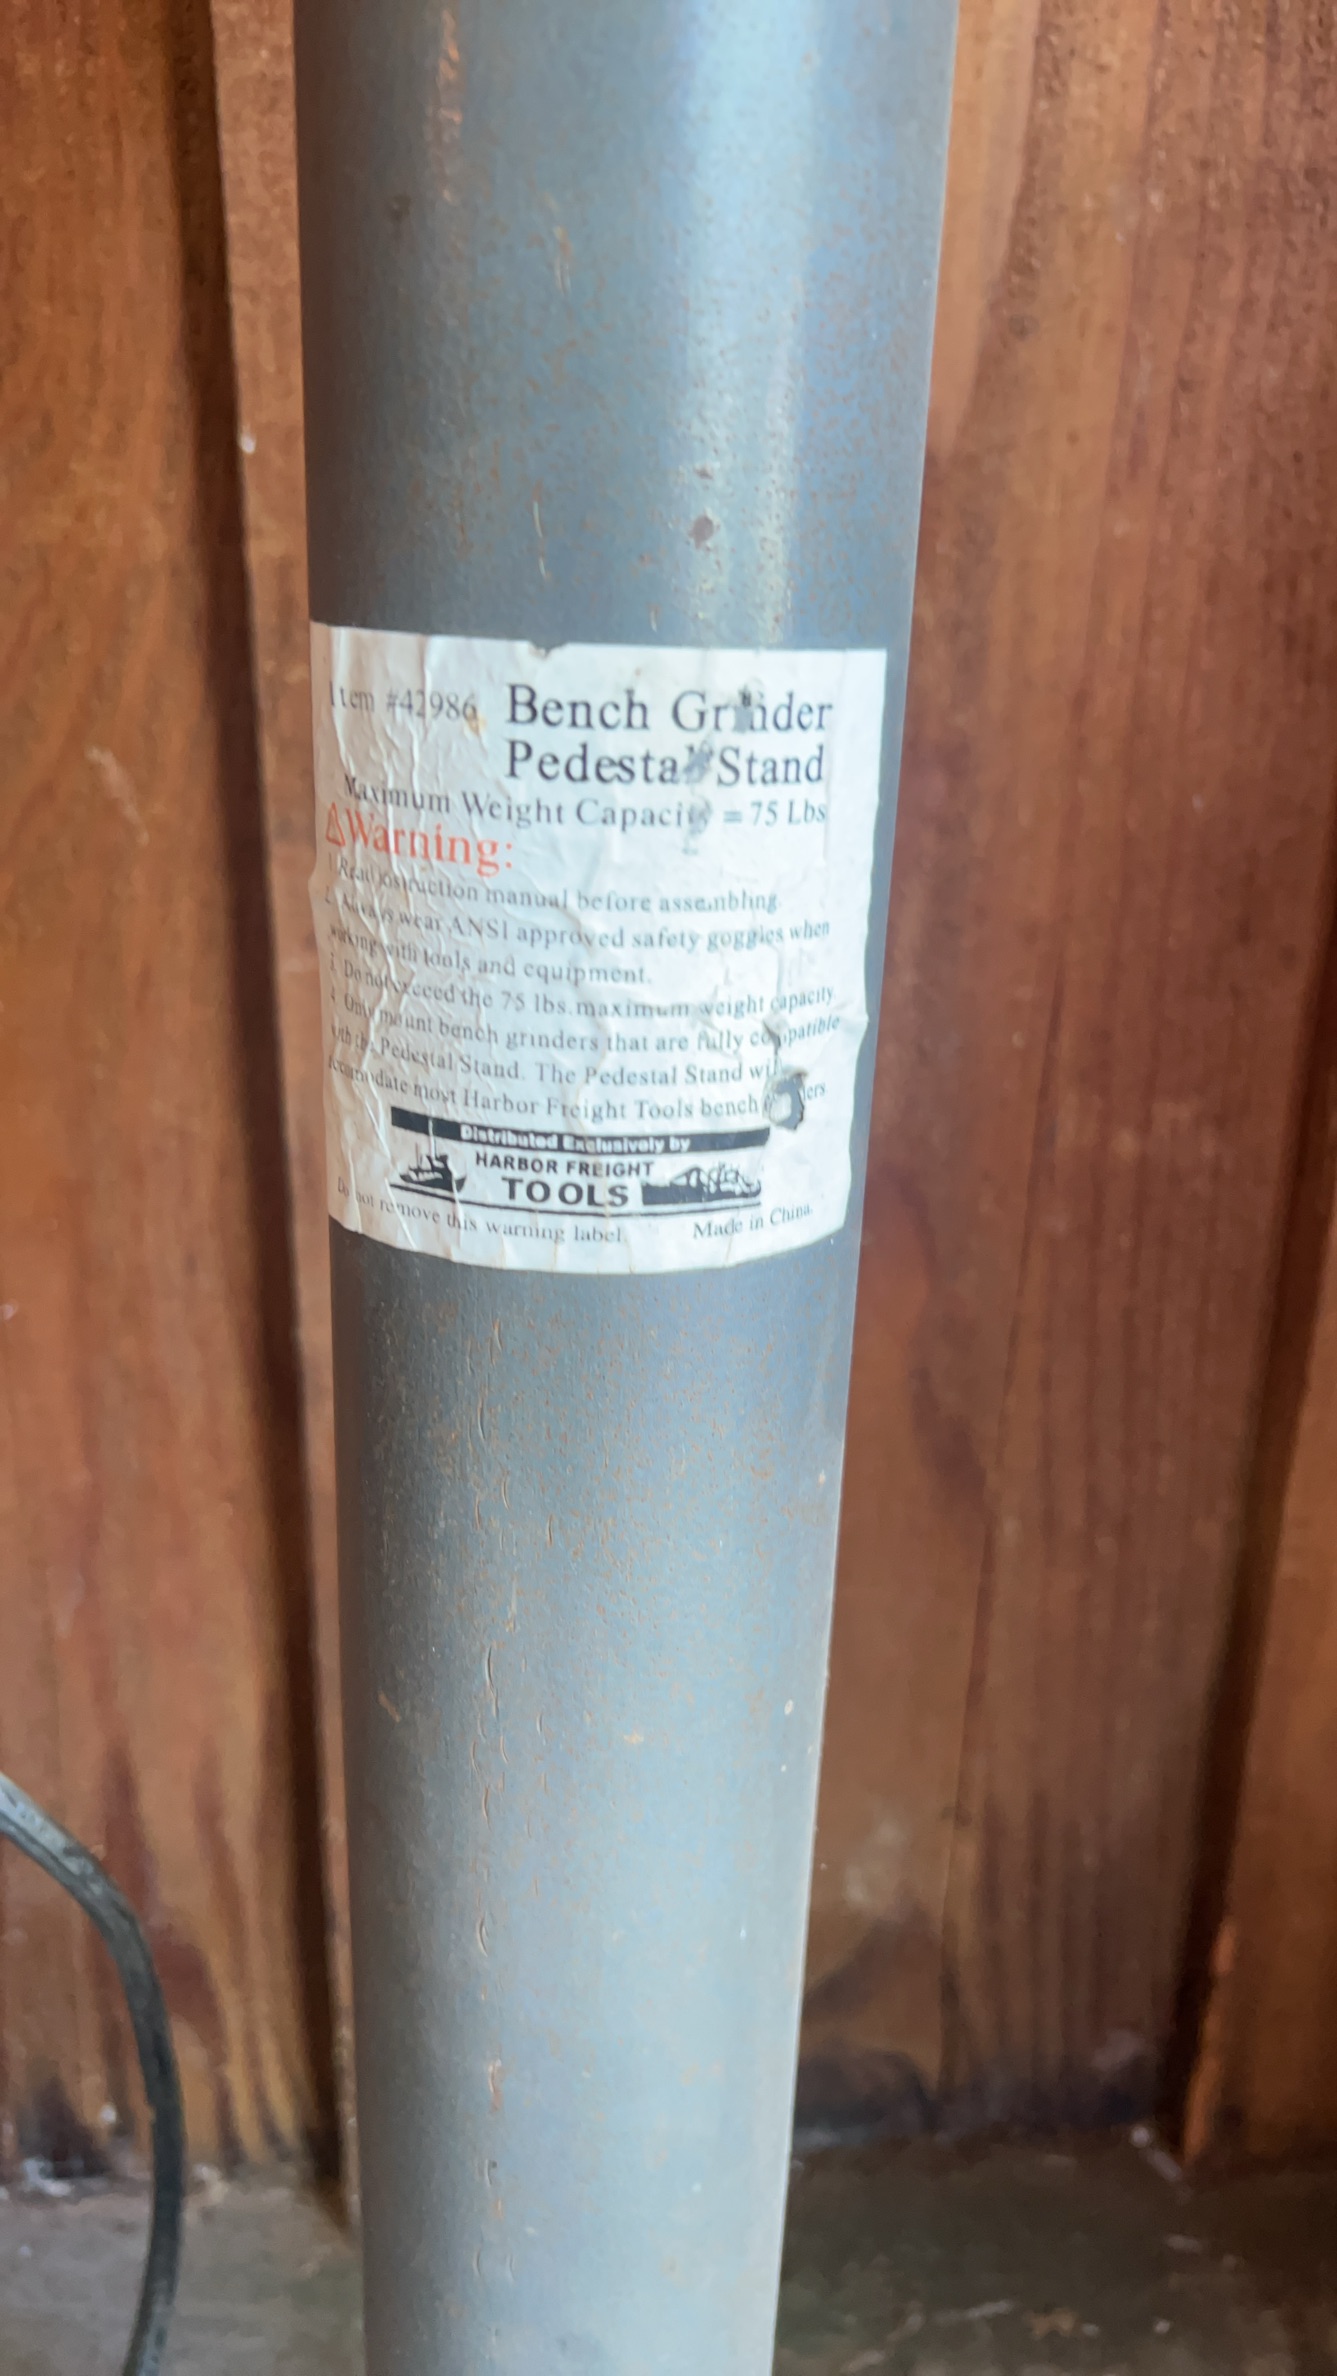 Item #42986 Bench Grinder
Pedestal Stand
Maximum Weight Capacity = 75 Lbs
Warning:
1. Read instruction manual before assembling.
2. Always wear ANSI approved safety goggles when
working with tools and equipment.
3. Do not exceed the 75 lbs. maximum weight capacity.
4. Only mount bench grinders that are fully compatible
with the Pedestal Stand. The Pedestal Stand will
accomodate most Harbor Freight Tools bench
Distributed Exclusively by
HARBOR FREIGHT
TOOLS
Do not remove this warning label. Made in China.